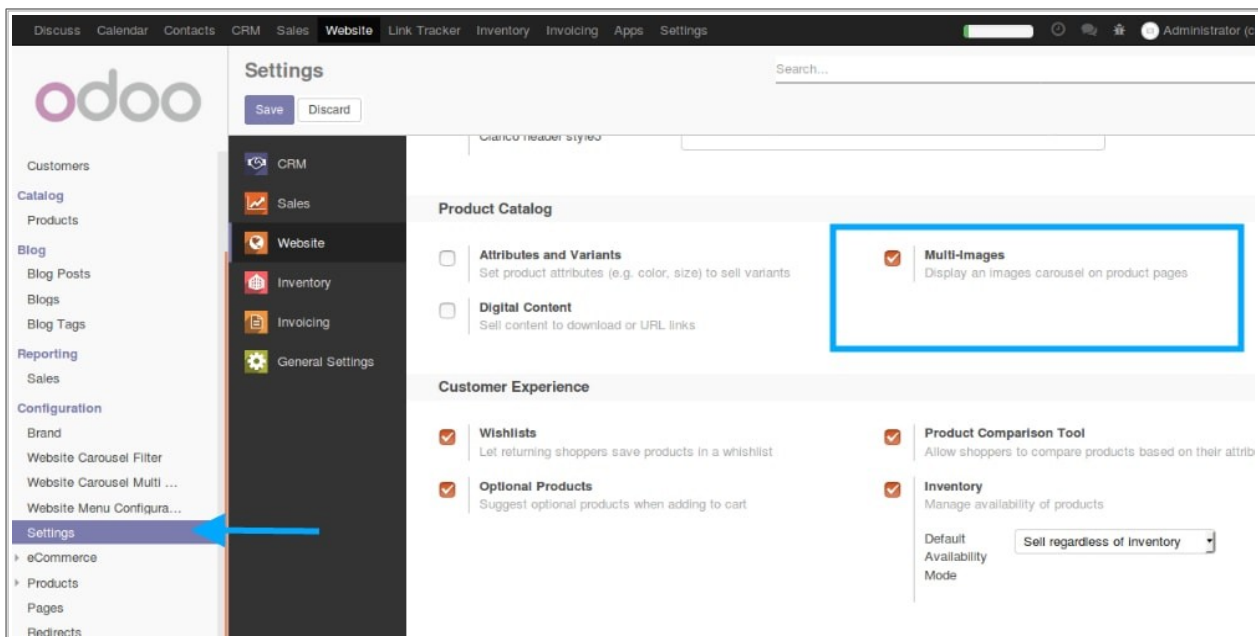 Discuss Calendar Contacts CRM Sales Website Link Tracker Inventory Invoicing Apps Settings Administrator (c
odoo
Settings
Search...
Save Discard
Customers
Catalog
Products
Blog
Blog Posts
Blogs
Blog Tags
Reporting
Sales
Configuration
Brand
Website Carousel Filter
Website Carousel Multi ...
Website Menu Configura...
Settings
eCommerce
Products
Pages
Redirects
CRM
Sales
Website
Inventory
Invoicing
General Settings
Clarico header style5
Product Catalog
Attributes and Variants
Set product attributes (e.g. color, size) to sell variants
Digital Content
Sell content to download or URL links
Multi-Images
Display an images carousel on product pages
Customer Experience
Wishlists
Let returning shoppers save products in a whishlist
Optional Products
Suggest optional products when adding to cart
Product Comparison Tool
Allow shoppers to compare products based on their attrib
Inventory
Manage availability of products
Default
Availability
Mode
Sell regardless of inventory